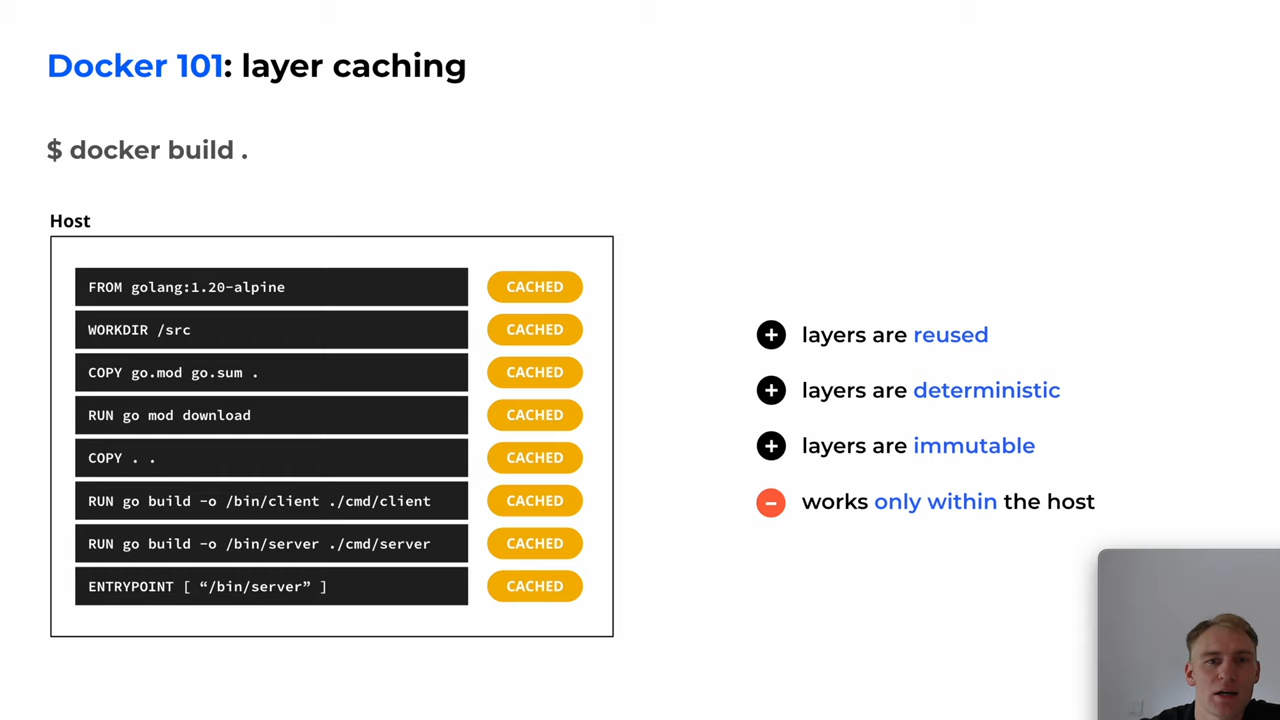 Docker 101: layer caching
$ docker build .
Host
FROM golang:1.20-alpine CACHED
WORKDIR /src CACHED
COPY go.mod go.sum . CACHED
RUN go mod download CACHED
COPY . . CACHED
RUN go build -o /bin/client ./cmd/client CACHED
RUN go build -o /bin/server ./cmd/server CACHED
ENTRYPOINT [ “/bin/server” ] CACHED
+ layers are reused
+ layers are deterministic
+ layers are immutable
− works only within the host